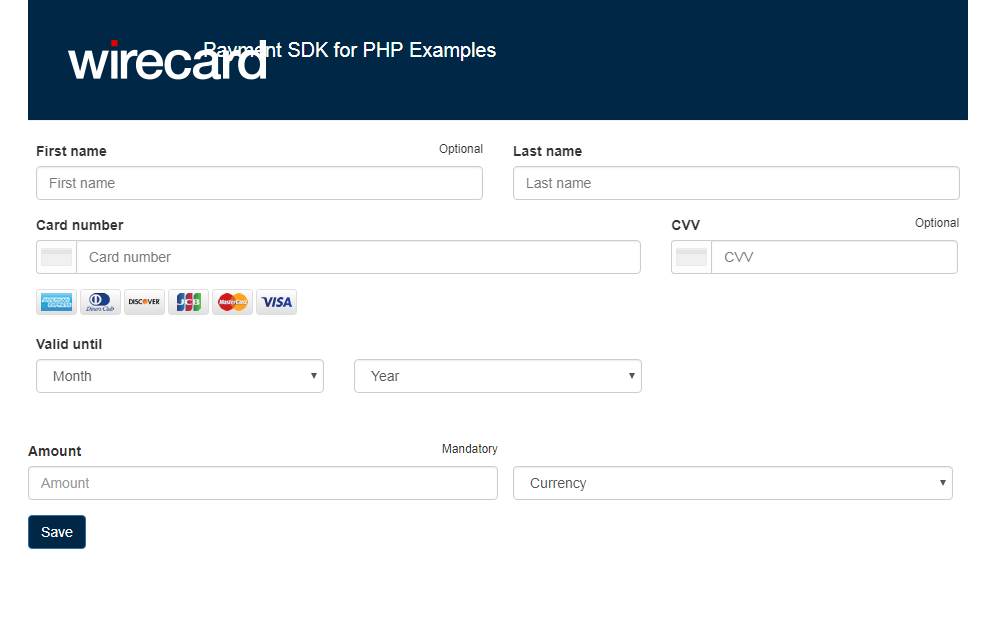 wirecard
Payment SDK for PHP Examples
First name Optional
First name
Last name
Last name
Card number
Card number
CVV Optional
CVV
AMERICAN EXPRESS Diners Club DISCOVER JCB MasterCard VISA
Valid until
Month Year
Amount Mandatory
Amount Currency
Save